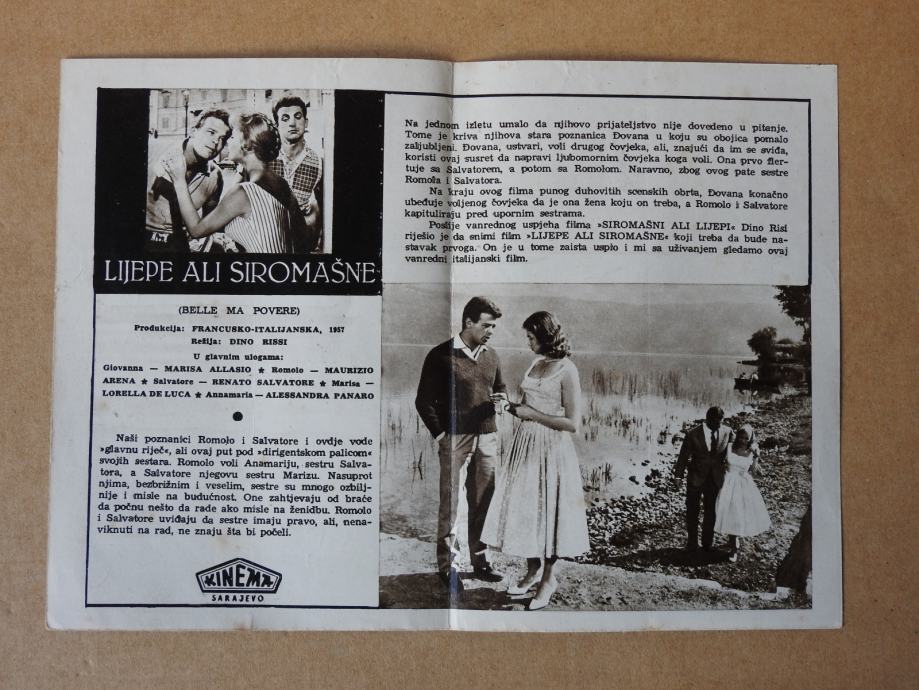 LIJEPE ALI SIROMAŠNE
(BELLE MA POVERE)
Produkcija: FRANCUSKO-ITALIJANSKA, 1957
Režija: DINO RISSI
U glavnim ulogama:
Giovanna — MARISA ALLASIO ★ Romolo — MAURIZIO
ARENA ★ Salvatore — RENATO SALVATORE ★ Marisa —
LORELLA DE LUCA ★ Annamaria — ALESSANDRA PANARO
Naši poznanici Romolo i Salvatore i ovdje vode
»glavnu riječ«, ali ovaj put pod »dirigentskom palicom«
svojih sestara. Romolo voli Anamariju, sestru Salva-
tora, a Salvatore njegovu sestru Marizu. Nasuprot
njima, bezbrižnim i veselim, sestre su mnogo ozbilj-
nije i misle na budućnost. One zahtjevaju od braće
da počnu nešto da rade ako misle na ženidbu. Romolo
i Salvatore uviđaju da sestre imaju pravo, ali, nena-
viknuti na rad, ne znaju šta bi počeli.
KINEMA
SARAJEVO
Na jednom izletu umalo da njihovo prijateljstvo nije dovedeno u pitanje.
Tome je kriva njihova stara poznanica Đovana u koju su obojica pomalo
zaljubljeni. Đovana, ustvari, voli drugog čovjeka, ali, znajući da im se sviđa,
koristi ovaj susret da napravi ljubomornim čovjeka koga voli. Ona prvo fler-
tuje sa Salvatorem, a potom sa Romolom. Naravno, zbog ovog pate sestre
Romola i Salvatora.
Na kraju ovog filma punog duhovitih scenskih obrta, Đovana konačno
ubeđuje voljenog čovjeka da je ona žena koju on treba, a Romolo i Salvatore
kapituliraju pred upornim sestrama.
Poslije vanrednog uspjeha filma »SIROMAŠNI ALI LIJEPI« Dino Risi
riješio je da snimi film »LIJEPE ALI SIROMAŠNE« koji treba da bude na-
stavak prvoga. On je u tome zaista uspio i mi sa uživanjem gledamo ovaj
vanredni italijanski film.